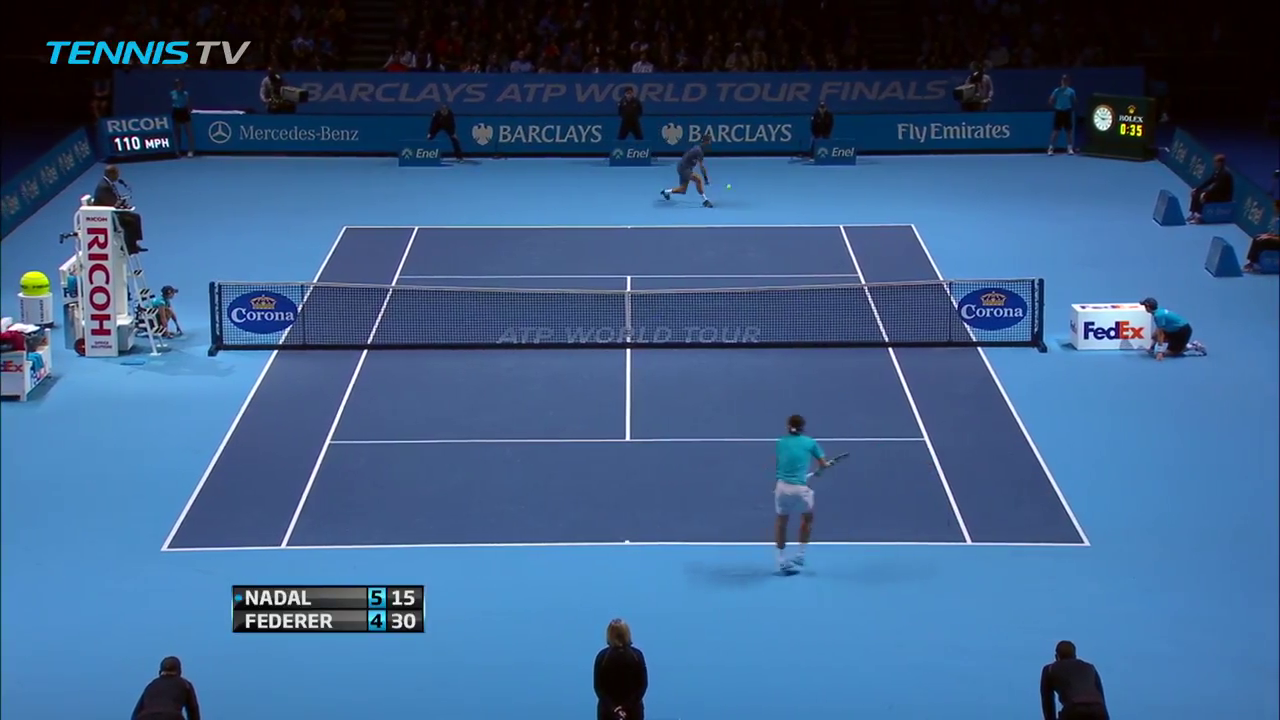 TENNIS TV
BARCLAYS ATP WORLD TOUR FINALS
RICOH
110 MPH
Mercedes-Benz
BARCLAYS
BARCLAYS
Fly Emirates
ROLEX
0:35
Enel
Enel
Enel
RICOH
RICOH
Corona
Corona
ATP WORLD TOUR
FedEx
NADAL 5 15
FEDERER 4 30